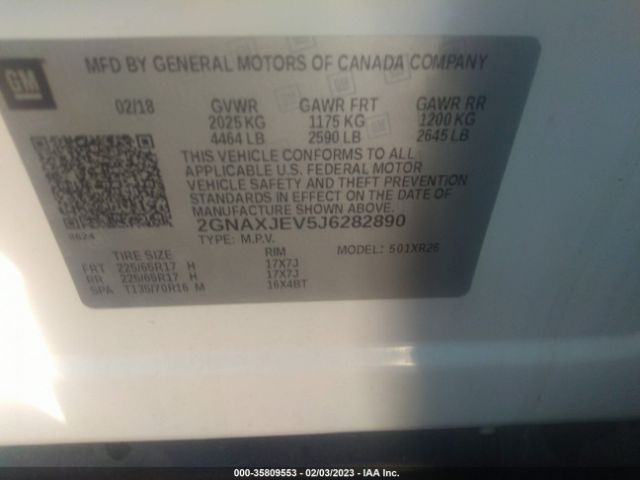 GM
MFD BY GENERAL MOTORS OF CANADA COMPANY
02/18 GVWR GAWR FRT GAWR RR
2025 KG 1175 KG 1200 KG
4464 LB 2590 LB 2645 LB
THIS VEHICLE CONFORMS TO ALL
APPLICABLE U.S. FEDERAL MOTOR
VEHICLE SAFETY AND THEFT PREVENTION
STANDARDS IN EFFECT ON THE DATE OF
MANUFACTURE SHOWN ABOVE.
2GNAXJEV5J6282890
8624 TYPE: M.P.V. MODEL: 501XR26
TIRE SIZE RIM
FRT 225/65R17 H 17X7J
RR 225/65R17 H 17X7J
SPA T135/70R16 M 16X4BT
000-35809553 - 02/03/2023 - IAA Inc.